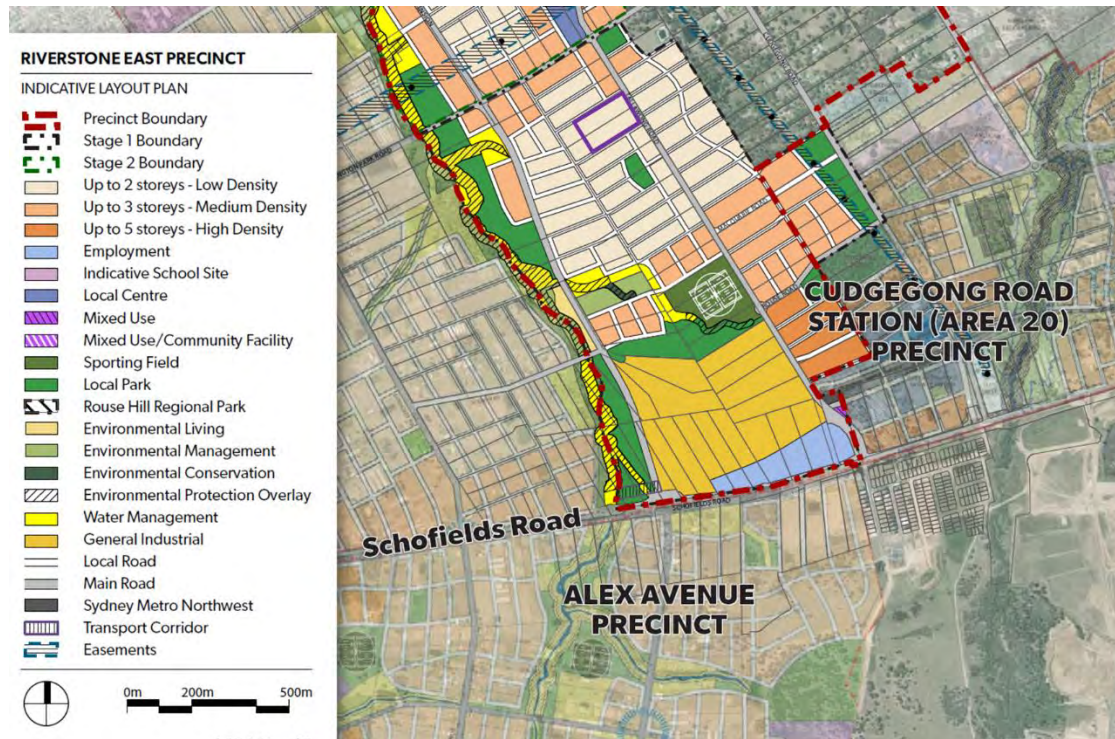 RIVERSTONE EAST PRECINCT
INDICATIVE LAYOUT PLAN
Precinct Boundary
Stage 1 Boundary
Stage 2 Boundary
Up to 2 storeys - Low Density
Up to 3 storeys - Medium Density
Up to 5 storeys - High Density
Employment
Indicative School Site
Local Centre
Mixed Use
Mixed Use/Community Facility
Sporting Field
Local Park
Rouse Hill Regional Park
Environmental Living
Environmental Management
Environmental Conservation
Environmental Protection Overlay
Water Management
General Industrial
Local Road
Main Road
Sydney Metro Northwest
Transport Corridor
Easements
0m 200m 500m
CUDGEGONG ROAD
STATION (AREA 20)
PRECINCT
SCHOFIELDS ROAD
Schofields Road
ALEX AVENUE
PRECINCT